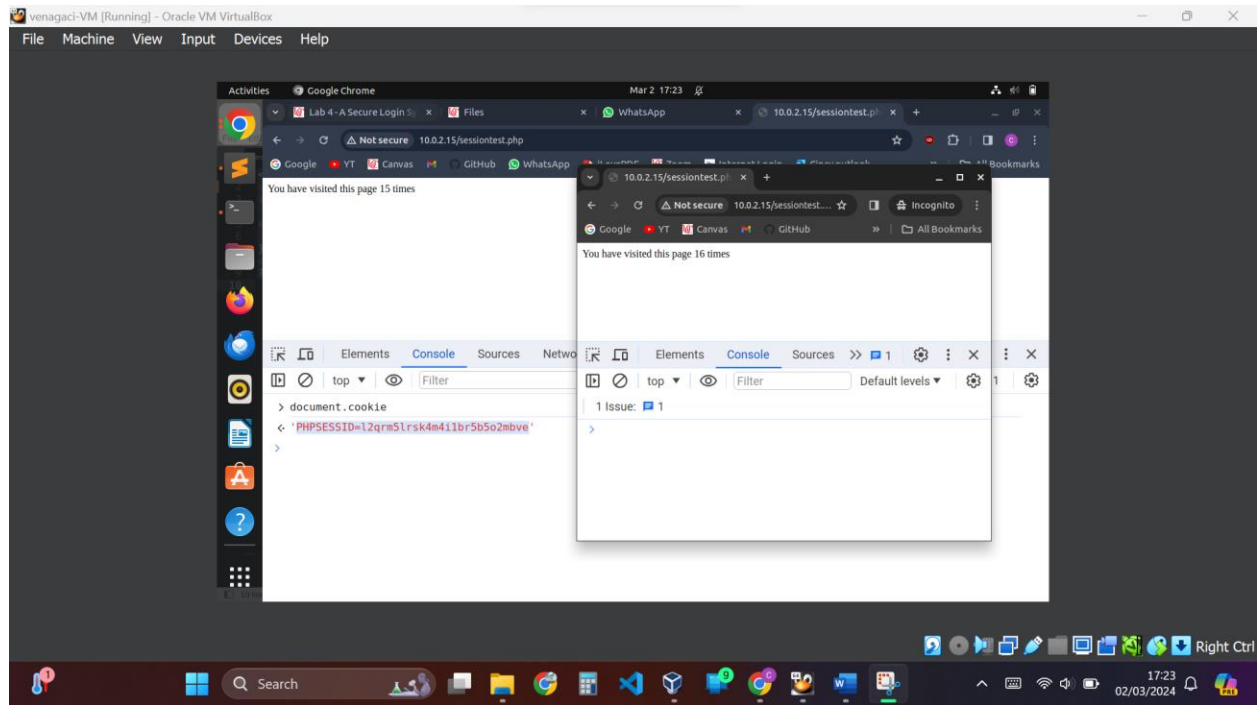 venagaci-VM [Running] - Oracle VM VirtualBox
File Machine View Input Devices Help
Activities Google Chrome Mar 2 17:23
Lab 4 - A Secure Login Sy
Files
WhatsApp
10.0.2.15/sessiontest.ph
Not secure 10.0.2.15/sessiontest.php
Google YT Canvas GitHub WhatsApp Bookmarks
You have visited this page 15 times
10.0.2.15/sessiontest.ph
Not secure 10.0.2.15/sessiontest.... Incognito
Google YT Canvas GitHub » All Bookmarks
You have visited this page 16 times
Elements Console Sources
top ▼ Filter
> document.cookie
'PHPSESSID=l2qrm5lrsk4m4i1br5b5o2mbve'
>
Elements Console Sources >> 1
top ▼ Filter Default levels ▼ 1
1 Issue: 1
>
Right Ctrl
1
Search
9
17:23
02/03/2024